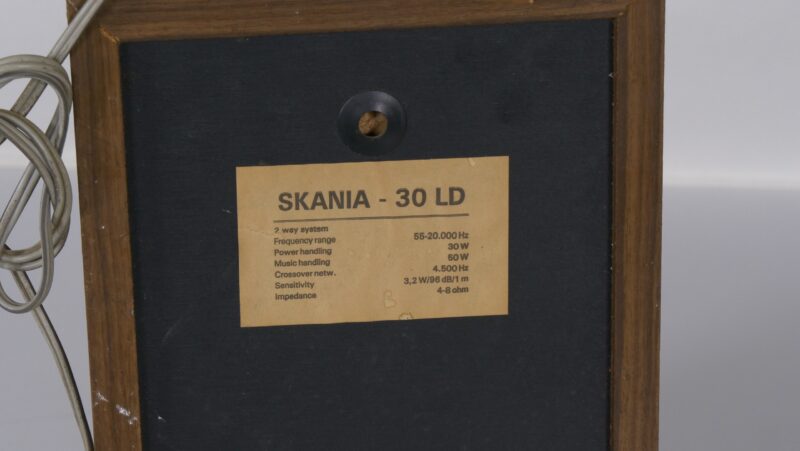 SKANIA - 30 LD
2 way system
Frequency range 55-20.000 Hz
Power handling 30 W
Music handling 60 W
Crossover netw. 4.500 Hz
Sensitivity 3,2 W/96 dB/1 m
Impedance 4-8 ohm
B